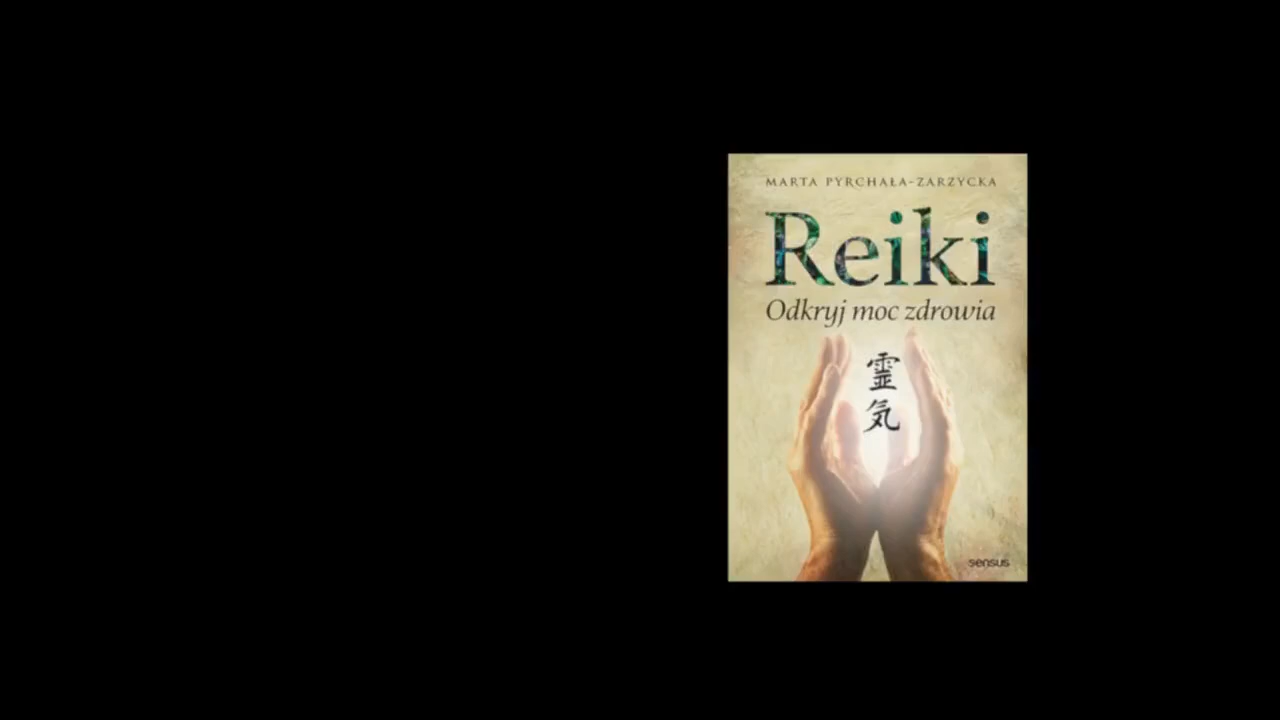 MARTA PYRCHAŁA-ZARZYCKA
Reiki
Odkryj moc zdrowia
霊
気
sensus